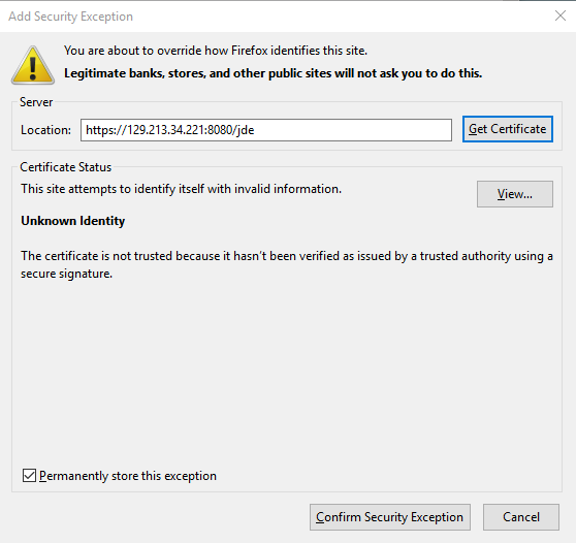 Add Security Exception
You are about to override how Firefox identifies this site.
Legitimate banks, stores, and other public sites will not ask you to do this.
Server
Location: https://129.213.34.221:8080/jde Get Certificate
Certificate Status
This site attempts to identify itself with invalid information.
View...
Unknown Identity
The certificate is not trusted because it hasn't been verified as issued by a trusted authority using a
secure signature.
Permanently store this exception
Confirm Security Exception Cancel